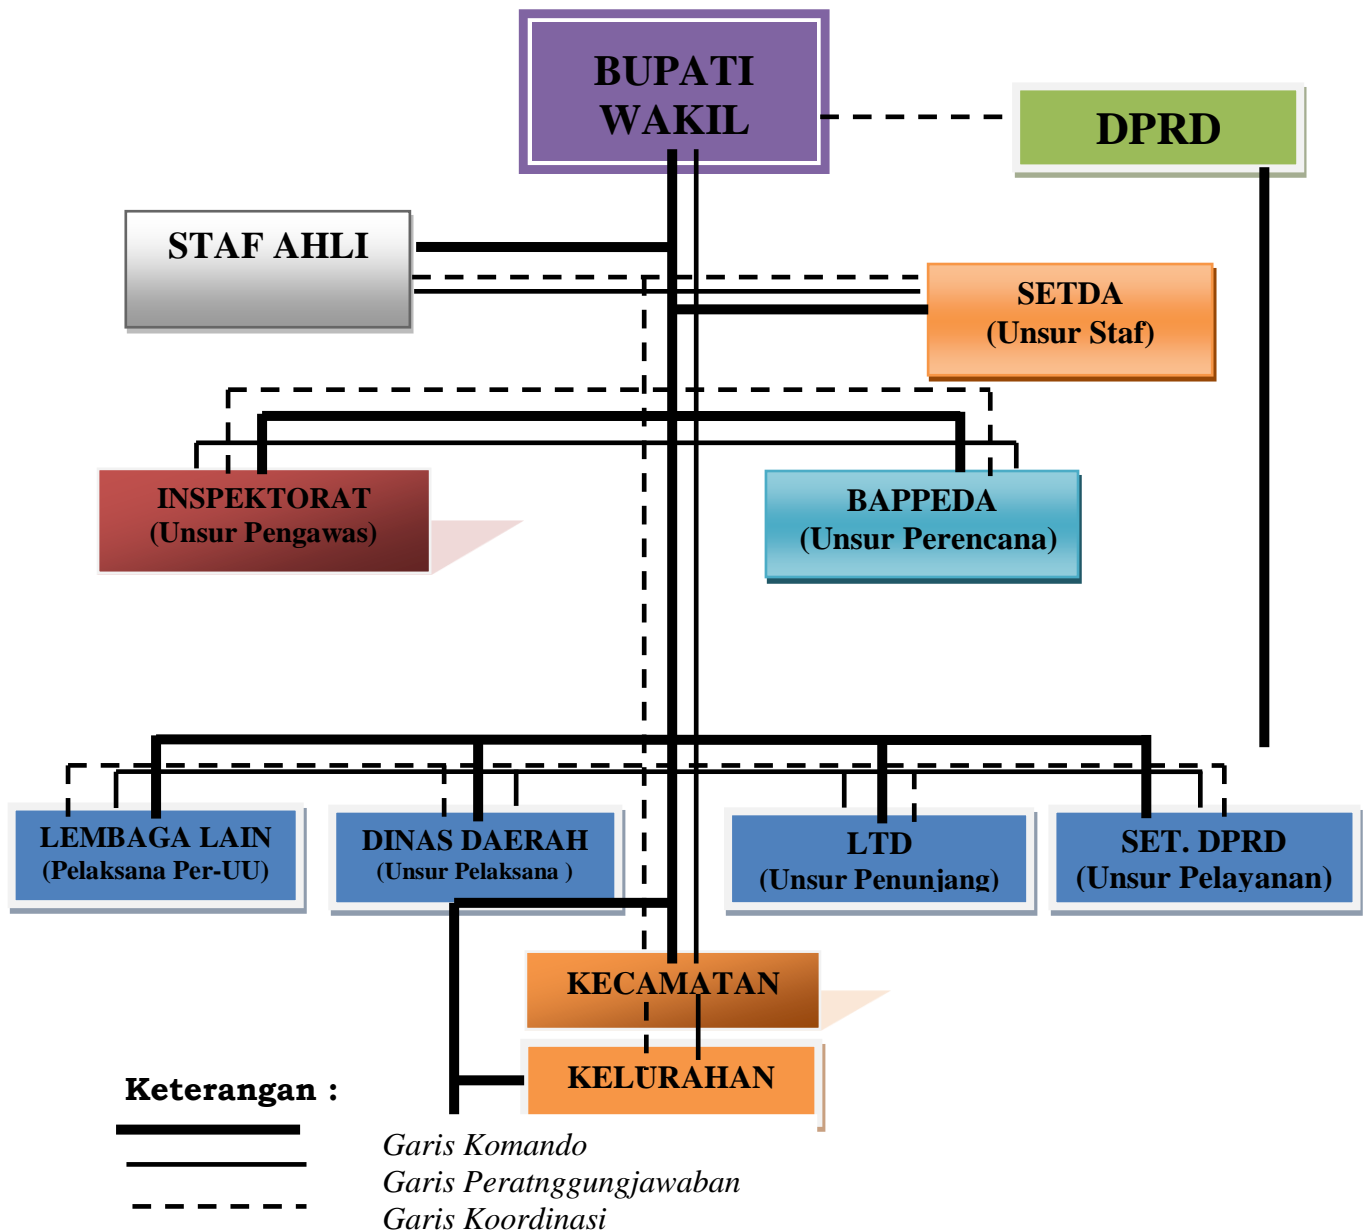 BUPATI
WAKIL
DPRD
STAF AHLI
SETDA
(Unsur Staf)
INSPEKTORAT
(Unsur Pengawas)
BAPPEDA
(Unsur Perencana)
LEMBAGA LAIN
(Pelaksana Per-UU)
DINAS DAERAH
(Unsur Pelaksana )
LTD
(Unsur Penunjang)
SET. DPRD
(Unsur Pelayanan)
KECAMATAN
KELURAHAN
Keterangan :
Garis Komando
Garis Peratnggungjawaban
Garis Koordinasi